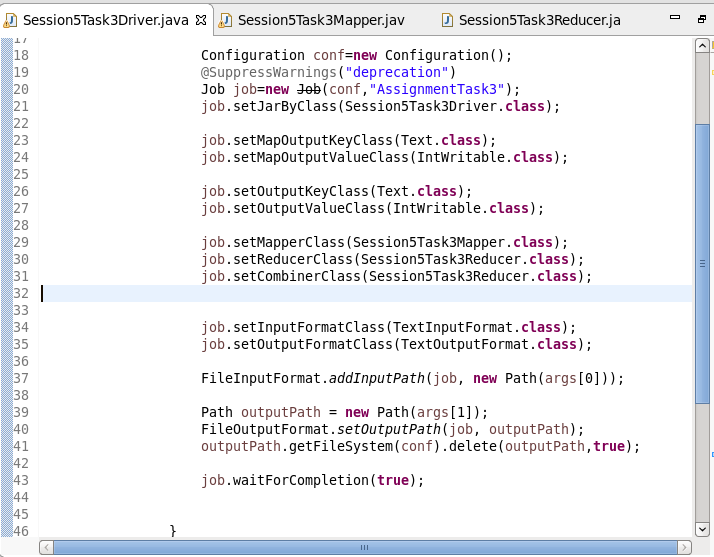 Session5Task3Driver.java Session5Task3Mapper.jav Session5Task3Reducer.ja
17
18 Configuration conf=new Configuration();
19 @SuppressWarnings("deprecation")
20 Job job=new Job(conf,"AssignmentTask3");
21 job.setJarByClass(Session5Task3Driver.class);
22
23 job.setMapOutputKeyClass(Text.class);
24 job.setMapOutputValueClass(IntWritable.class);
25
26 job.setOutputKeyClass(Text.class);
27 job.setOutputValueClass(IntWritable.class);
28
29 job.setMapperClass(Session5Task3Mapper.class);
30 job.setReducerClass(Session5Task3Reducer.class);
31 job.setCombinerClass(Session5Task3Reducer.class);
32
33
34 job.setInputFormatClass(TextInputFormat.class);
35 job.setOutputFormatClass(TextOutputFormat.class);
36
37 FileInputFormat.addInputPath(job, new Path(args[0]));
38
39 Path outputPath = new Path(args[1]);
40 FileOutputFormat.setOutputPath(job, outputPath);
41 outputPath.getFileSystem(conf).delete(outputPath,true);
42
43 job.waitForCompletion(true);
44
45
46 }